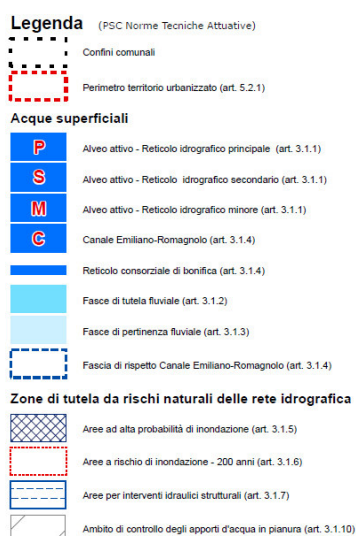 Legenda (PSC Norme Tecniche Attuative)
Confini comunali
Perimetro territorio urbanizzato (art. 5.2.1)
Acque superficiali
P Alveo attivo - Reticolo idrografico principale (art. 3.1.1)
S Alveo attivo - Reticolo idrografico secondario (art. 3.1.1)
M Alveo attivo - Reticolo idrografico minore (art. 3.1.1)
C Canale Emiliano-Romagnolo (art. 3.1.4)
Reticolo consorziale di bonifica (art. 3.1.4)
Fasce di tutela fluviale (art. 3.1.2)
Fasce di pertinenza fluviale (art. 3.1.3)
Fascia di rispetto Canale Emiliano-Romagnolo (art. 3.1.4)
Zone di tutela da rischi naturali delle rete idrografica
Aree ad alta probabilità di inondazione (art. 3.1.5)
Aree a rischio di inondazione - 200 anni (art. 3.1.6)
Aree per interventi idraulici strutturali (art. 3.1.7)
Ambito di controllo degli apporti d'acqua in pianura (art. 3.1.10)